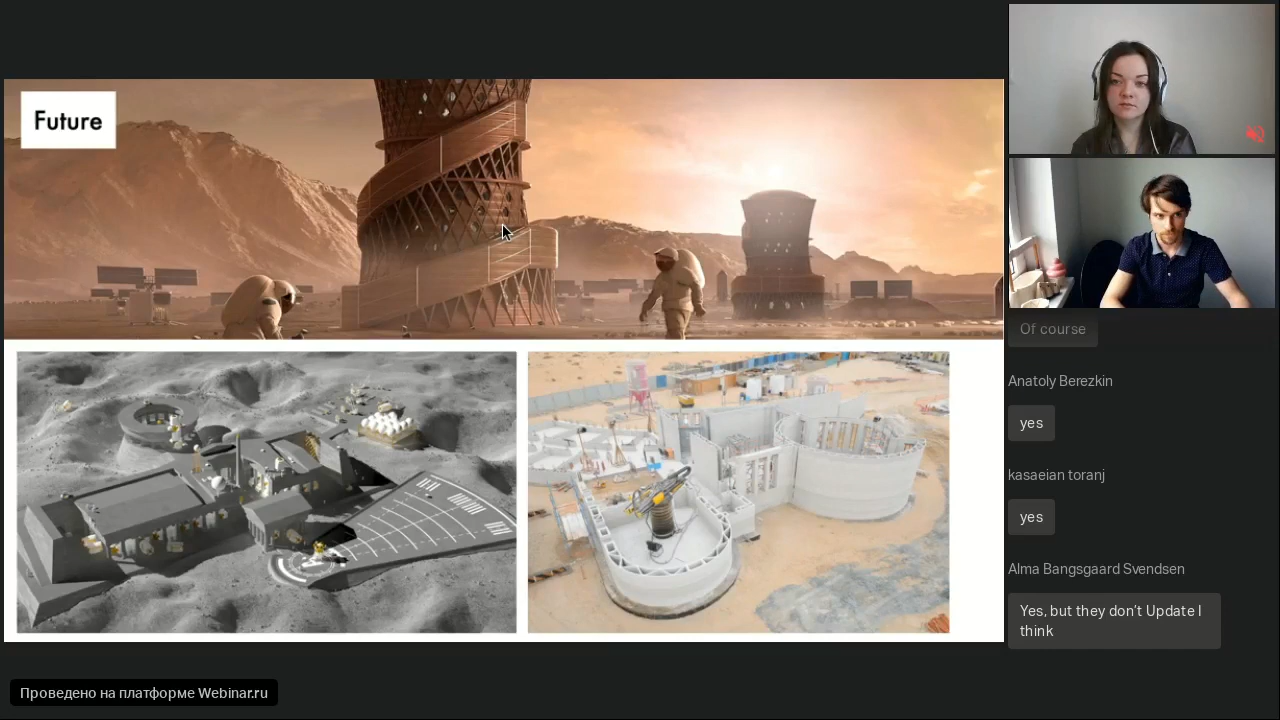 Future
Of course
Anatoly Berezkin
yes
kasaeian toranj
yes
Alma Bangsgaard Svendsen
Yes, but they don't Update I
think
Проведено на платформе Webinar.ru